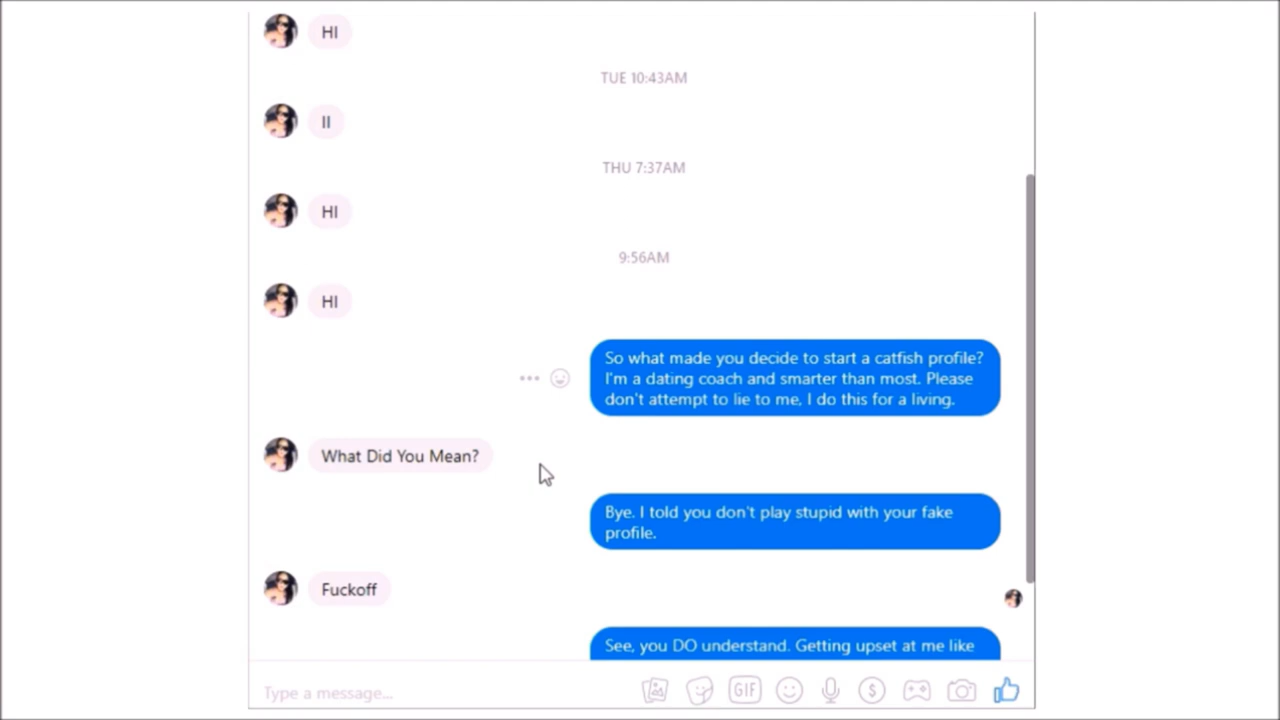 HI
TUE 10:43AM
II
THU 7:37AM
HI
9:56AM
HI
So what made you decide to start a catfish profile?
I'm a dating coach and smarter than most. Please
don't attempt to lie to me, I do this for a living.
What Did You Mean?
Bye. I told you don't play stupid with your fake
profile.
Fuckoff
See, you DO understand. Getting upset at me like
Type a message...
GIF
$